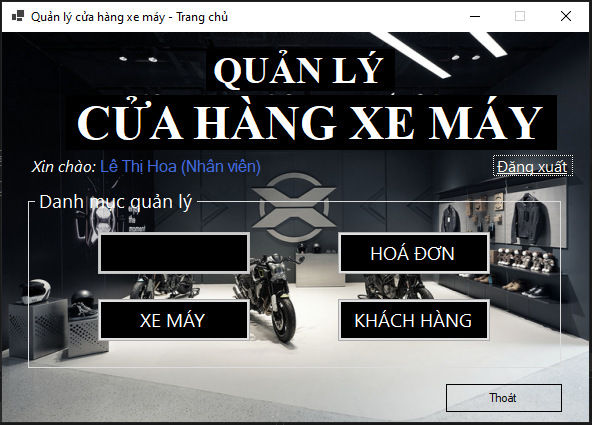 Quản lý cửa hàng xe máy - Trang chủ
QUẢN LÝ
CỬA HÀNG XE MÁY
Xin chào: Lê Thị Hoa (Nhân viên)
Đăng xuất
Danh mục quản lý
HOÁ ĐƠN
XE MÁY
KHÁCH HÀNG
Thoát